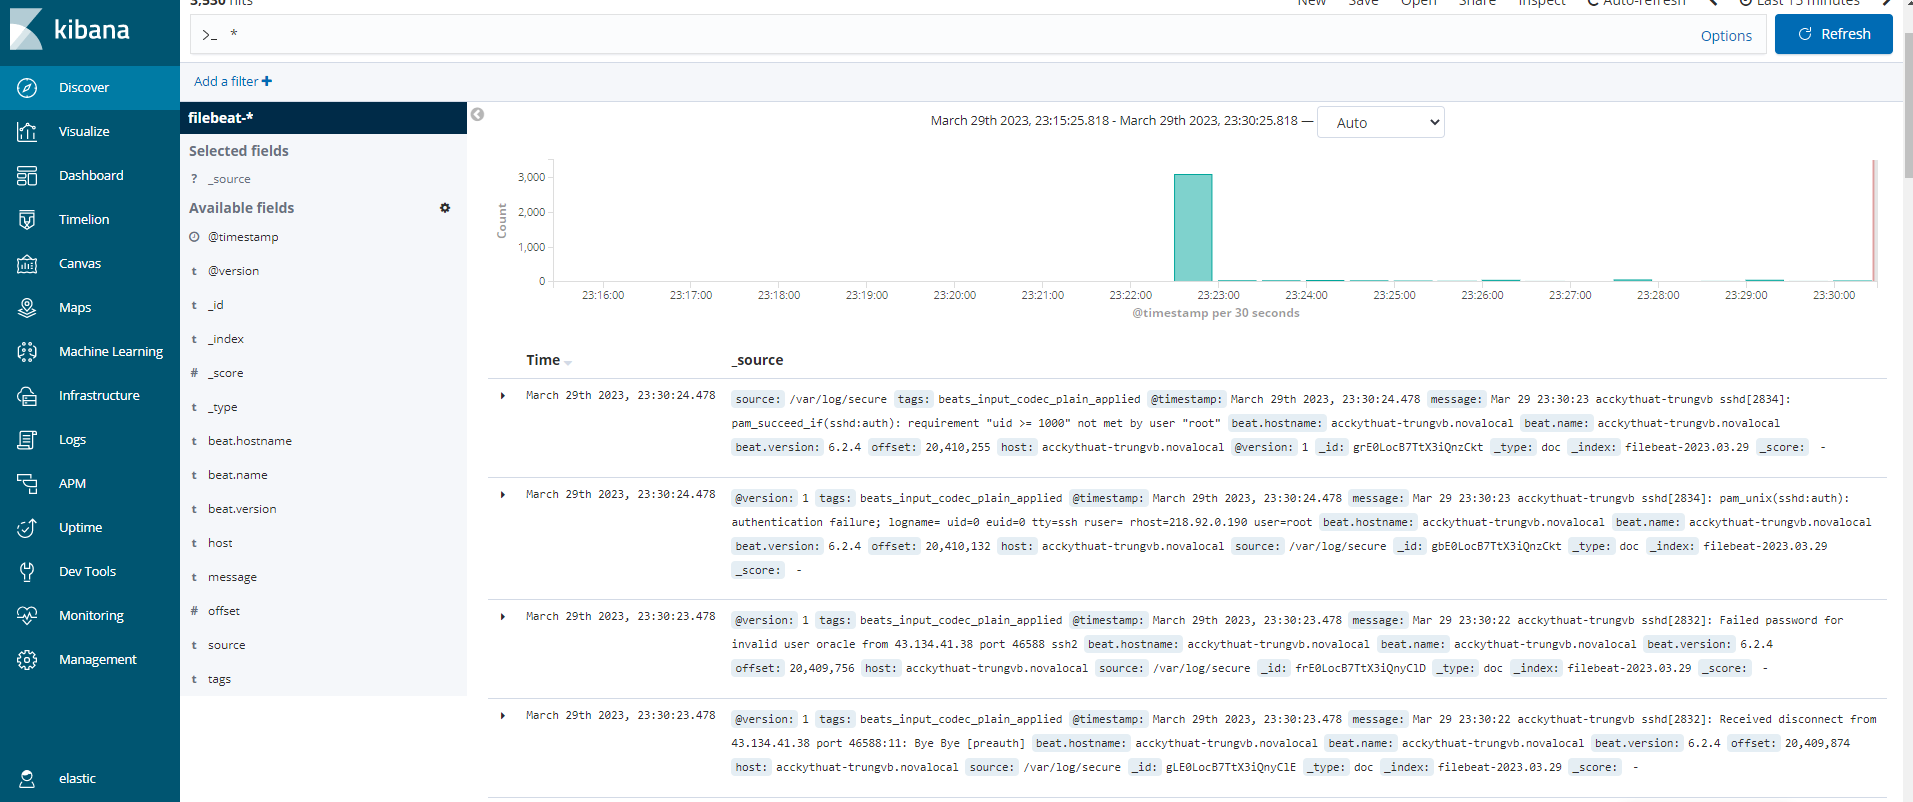 3,530 hits
New Save Open Share Inspect Auto-refresh Last 15 minutes
kibana
>_ *
Options
Refresh
Add a filter
Discover
Visualize
Dashboard
Timelion
Canvas
Maps
Machine Learning
Infrastructure
Logs
APM
Uptime
Dev Tools
Monitoring
Management
elastic
filebeat-*
Selected fields
? _source
Available fields
@timestamp
t @version
t _id
t _index
# _score
t _type
t beat.hostname
t beat.name
t beat.version
t host
t message
# offset
t source
t tags
March 29th 2023, 23:15:25.818 - March 29th 2023, 23:30:25.818 —
Auto
Count
3,000
2,000
1,000
0
23:16:00 23:17:00 23:18:00 23:19:00 23:20:00 23:21:00 23:22:00 23:23:00 23:24:00 23:25:00 23:26:00 23:27:00 23:28:00 23:29:00 23:30:00
@timestamp per 30 seconds
Time _source
March 29th 2023, 23:30:24.478 source: /var/log/secure tags: beats_input_codec_plain_applied @timestamp: March 29th 2023, 23:30:24.478 message: Mar 29 23:30:23 acckythuat-trungvb sshd[2834]:
pam_succeed_if(sshd:auth): requirement "uid >= 1000" not met by user "root" beat.hostname: acckythuat-trungvb.novalocal beat.name: acckythuat-trungvb.novalocal
beat.version: 6.2.4 offset: 20,410,255 host: acckythuat-trungvb.novalocal @version: 1 _id: grE0LocB7TtX3iQnzCkt _type: doc _index: filebeat-2023.03.29 _score: -
March 29th 2023, 23:30:24.478 @version: 1 tags: beats_input_codec_plain_applied @timestamp: March 29th 2023, 23:30:24.478 message: Mar 29 23:30:23 acckythuat-trungvb sshd[2834]: pam_unix(sshd:auth):
authentication failure; logname= uid=0 euid=0 tty=ssh ruser= rhost=218.92.0.190 user=root beat.hostname: acckythuat-trungvb.novalocal beat.name: acckythuat-trungvb.novalocal
beat.version: 6.2.4 offset: 20,410,132 host: acckythuat-trungvb.novalocal source: /var/log/secure _id: gbE0LocB7TtX3iQnzCkt _type: doc _index: filebeat-2023.03.29
_score: -
March 29th 2023, 23:30:23.478 @version: 1 tags: beats_input_codec_plain_applied @timestamp: March 29th 2023, 23:30:23.478 message: Mar 29 23:30:22 acckythuat-trungvb sshd[2832]: Failed password for
invalid user oracle from 43.134.41.38 port 46588 ssh2 beat.hostname: acckythuat-trungvb.novalocal beat.name: acckythuat-trungvb.novalocal beat.version: 6.2.4
offset: 20,409,756 host: acckythuat-trungvb.novalocal source: /var/log/secure _id: frE0LocB7TtX3iQnyClD _type: doc _index: filebeat-2023.03.29 _score: -
March 29th 2023, 23:30:23.478 @version: 1 tags: beats_input_codec_plain_applied @timestamp: March 29th 2023, 23:30:23.478 message: Mar 29 23:30:22 acckythuat-trungvb sshd[2832]: Received disconnect from
43.134.41.38 port 46588:11: Bye Bye [preauth] beat.hostname: acckythuat-trungvb.novalocal beat.name: acckythuat-trungvb.novalocal beat.version: 6.2.4 offset: 20,409,874
host: acckythuat-trungvb.novalocal source: /var/log/secure _id: gLE0LocB7TtX3iQnyClE _type: doc _index: filebeat-2023.03.29 _score: -